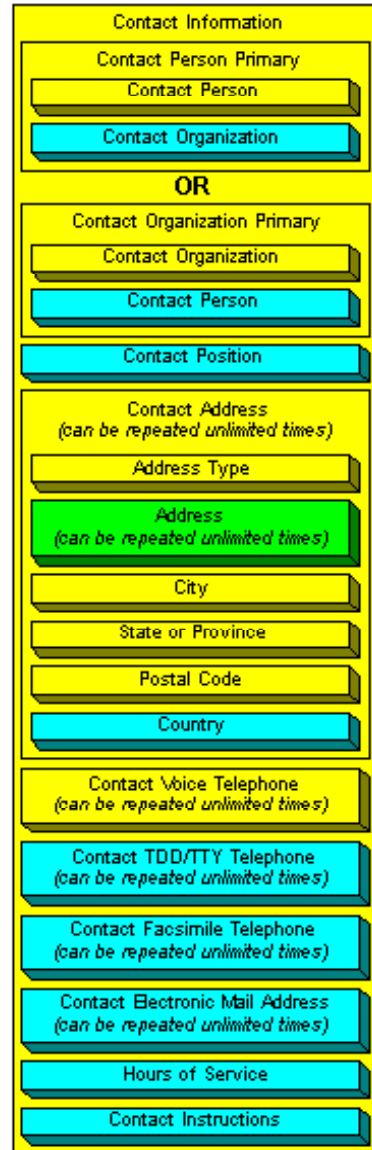 Contact Information
Contact Person Primary
Contact Person
Contact Organization
OR
Contact Organization Primary
Contact Organization
Contact Person
Contact Position
Contact Address
(can be repeated unlimited times)
Address Type
Address
(can be repeated unlimited times)
City
State or Province
Postal Code
Country
Contact Voice Telephone
(can be repeated unlimited times)
Contact TDD/TTY Telephone
(can be repeated unlimited times)
Contact Facsimile Telephone
(can be repeated unlimited times)
Contact Electronic Mail Address
(can be repeated unlimited times)
Hours of Service
Contact Instructions